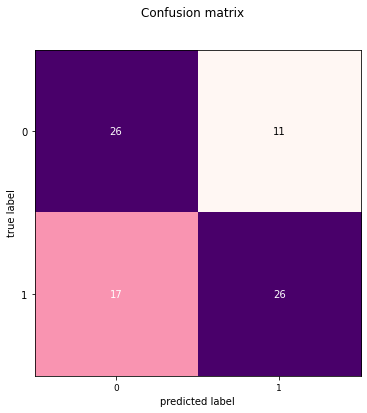 Confusion matrix
0
26
11
true label
1
17
26
0
1
predicted label